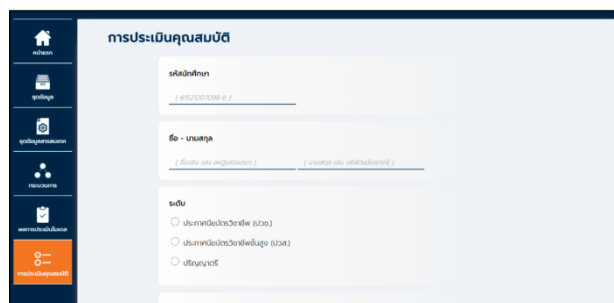 การประเมินคุณสมบัติ
หน้าแรก
ชุดข้อมูล
ชุดข้อมูลสารสนเทศ
กระบวนการ
ผลการประเมินโมเดล
การประเมินคุณสมบัติ
รหัสนักศึกษา
( 61521207098-6 )
ชื่อ - นามสกุล
ระดับ
ประกาศนียบัตรวิชาชีพ (ปวช.)
ประกาศนียบัตรวิชาชีพชั้นสูง (ปวส.)
ปริญญาตรี